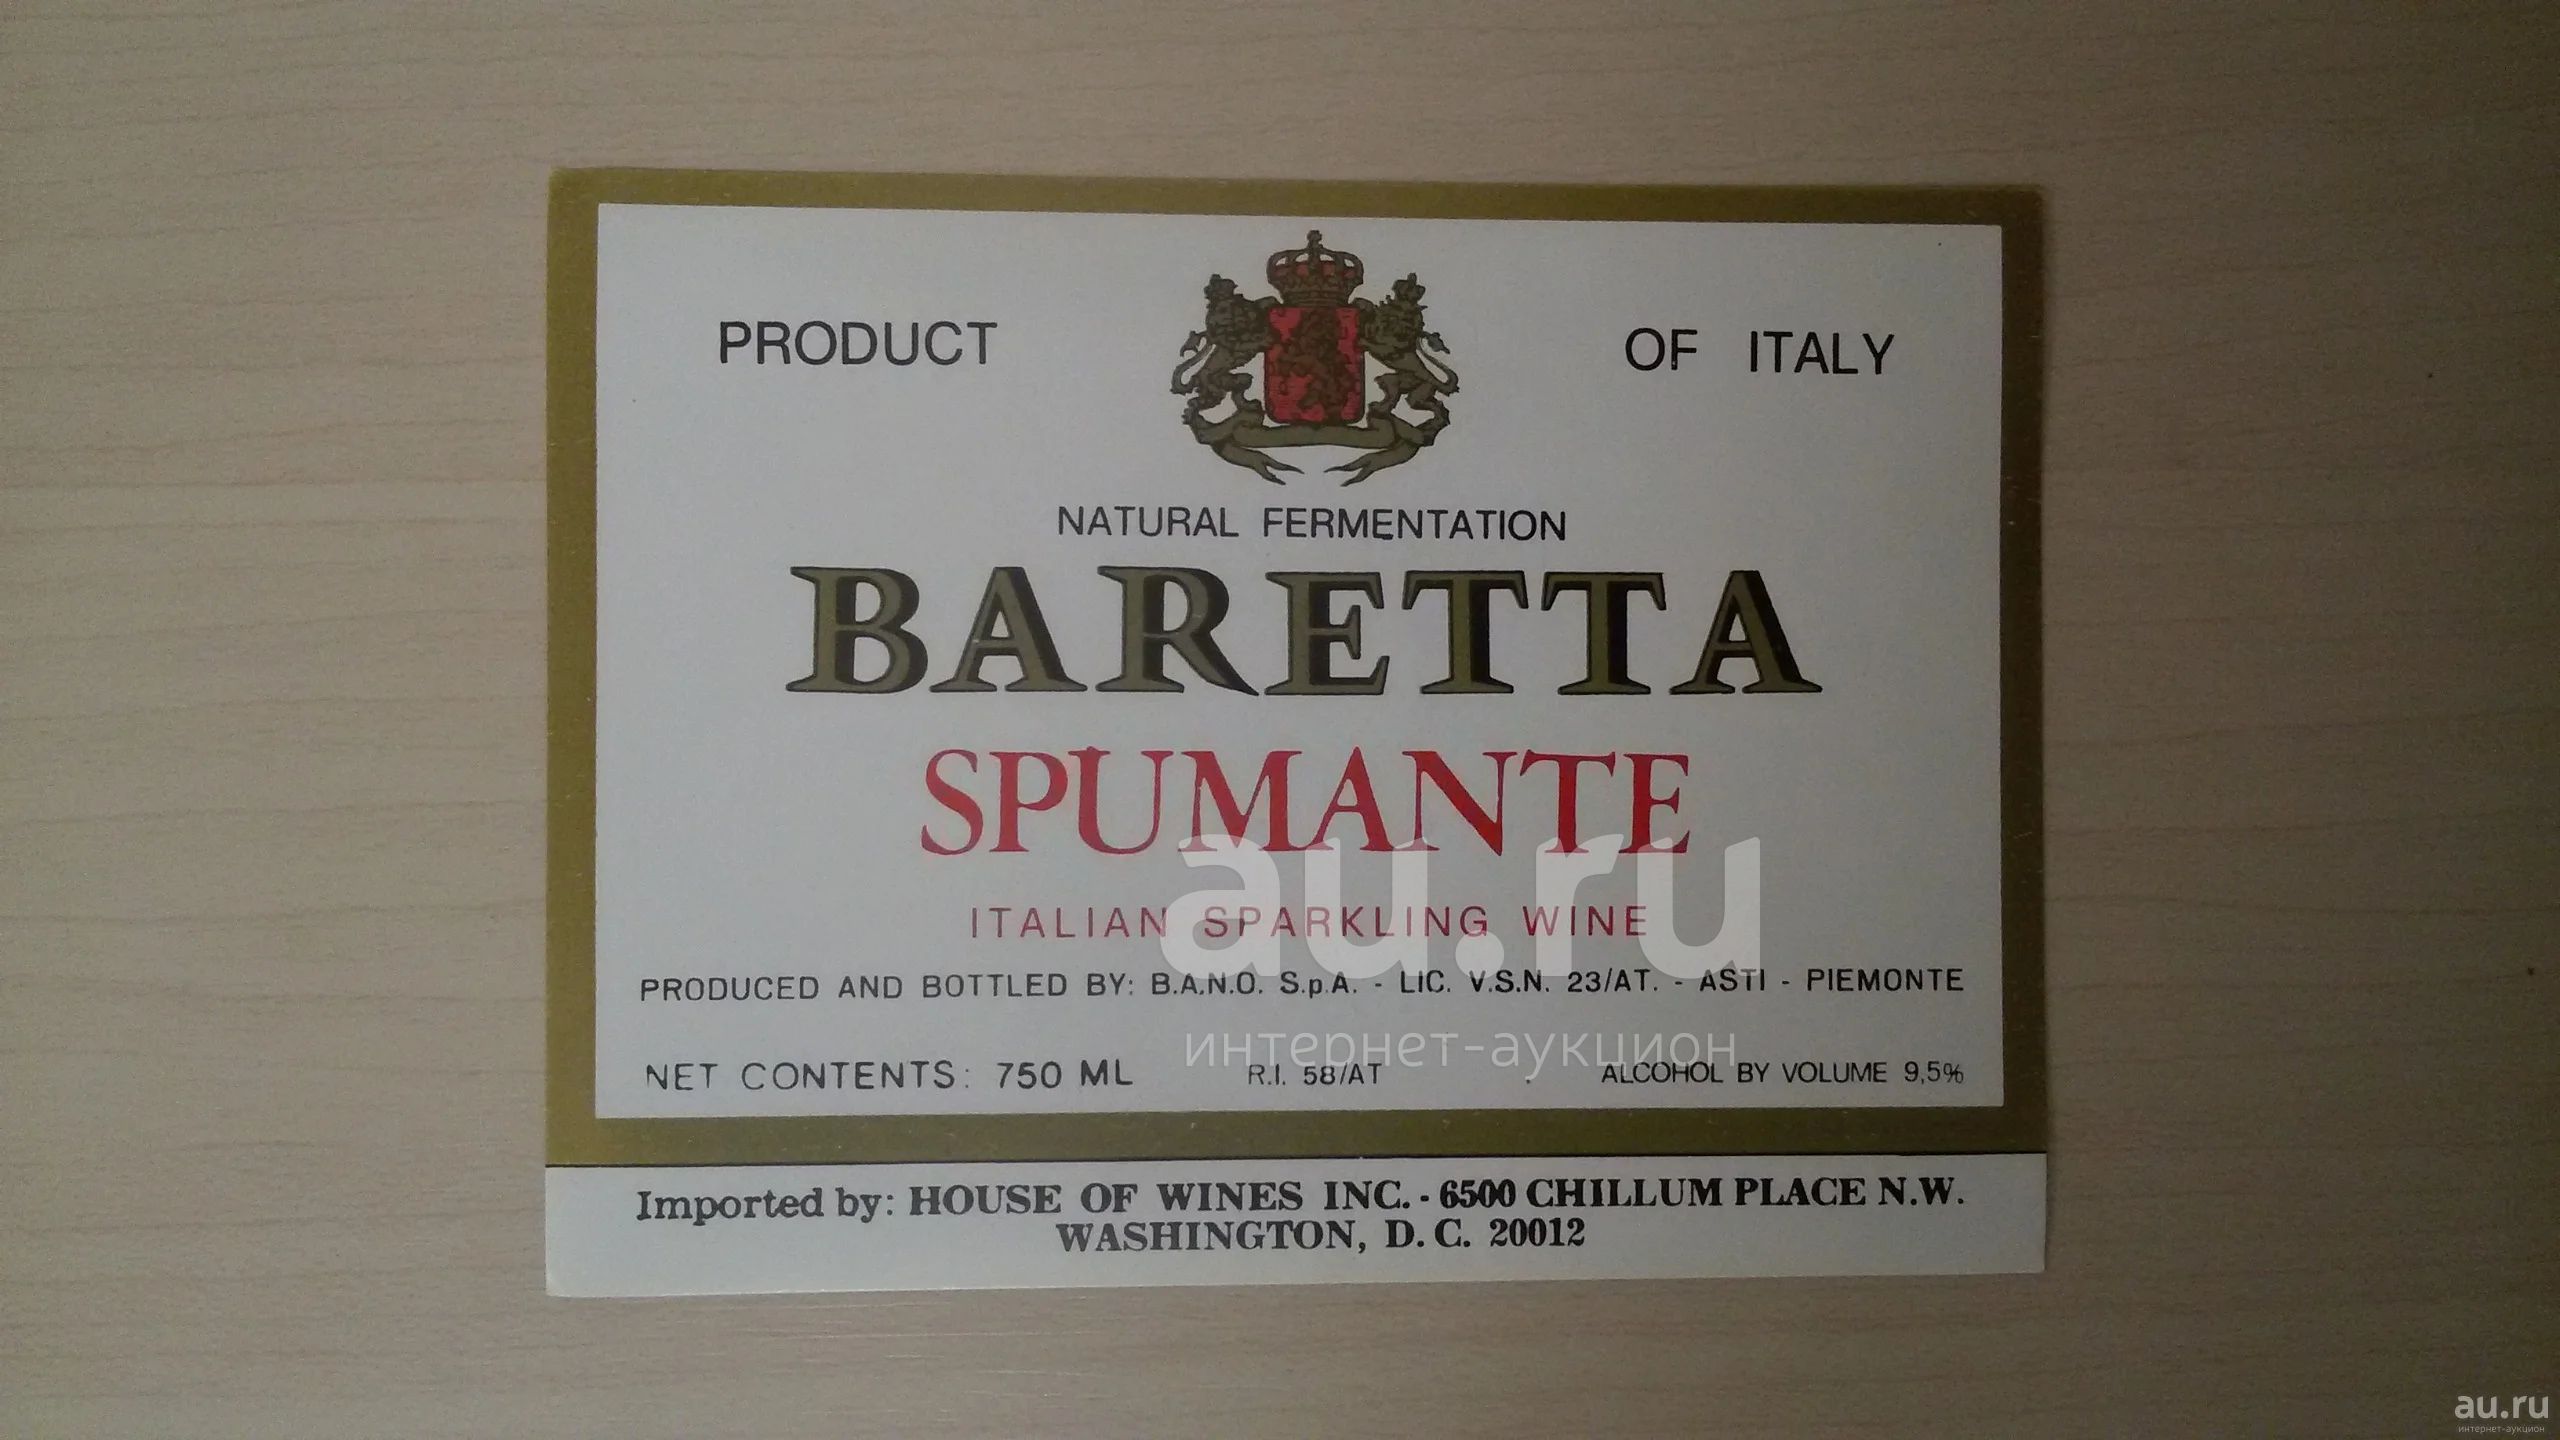 PRODUCT OF ITALY
NATURAL FERMENTATION
BARETTA
SPUMANTE
ITALIAN SPARKLING WINE
PRODUCED AND BOTTLED BY: B.A.N.O. S.p.A. - LIC. V.S.N. 23/AT. - ASTI - PIEMONTE
NET CONTENTS: 750 ML R.I. 58/AT ALCOHOL BY VOLUME 9,5%
Imported by: HOUSE OF WINES INC. - 6500 CHILLUM PLACE N.W.
WASHINGTON, D.C. 20012
au.ru
интернет-аукцион
au.ru
интернет-аукцион